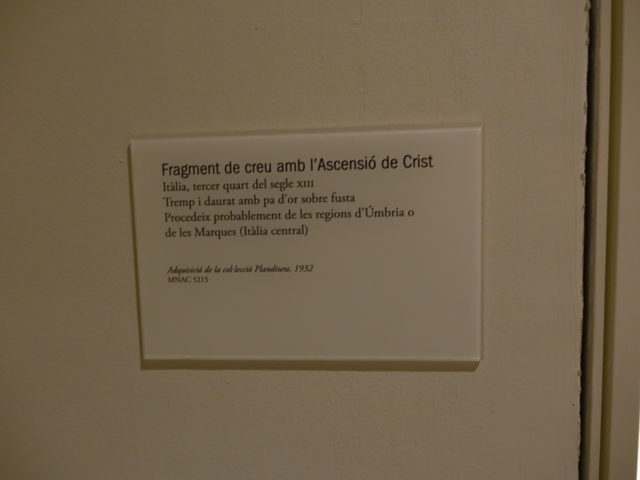 Fragment de creu amb l'Ascensió de Crist
Itàlia, tercer quart del segle XIII
Tremp i daurat amb pa d'or sobre fusta
Procedeix probablement de les regions d'Úmbria o
de les Marques (Itàlia central)
Adquisició de la col·lecció Plandiura, 1932
MNAC 5215